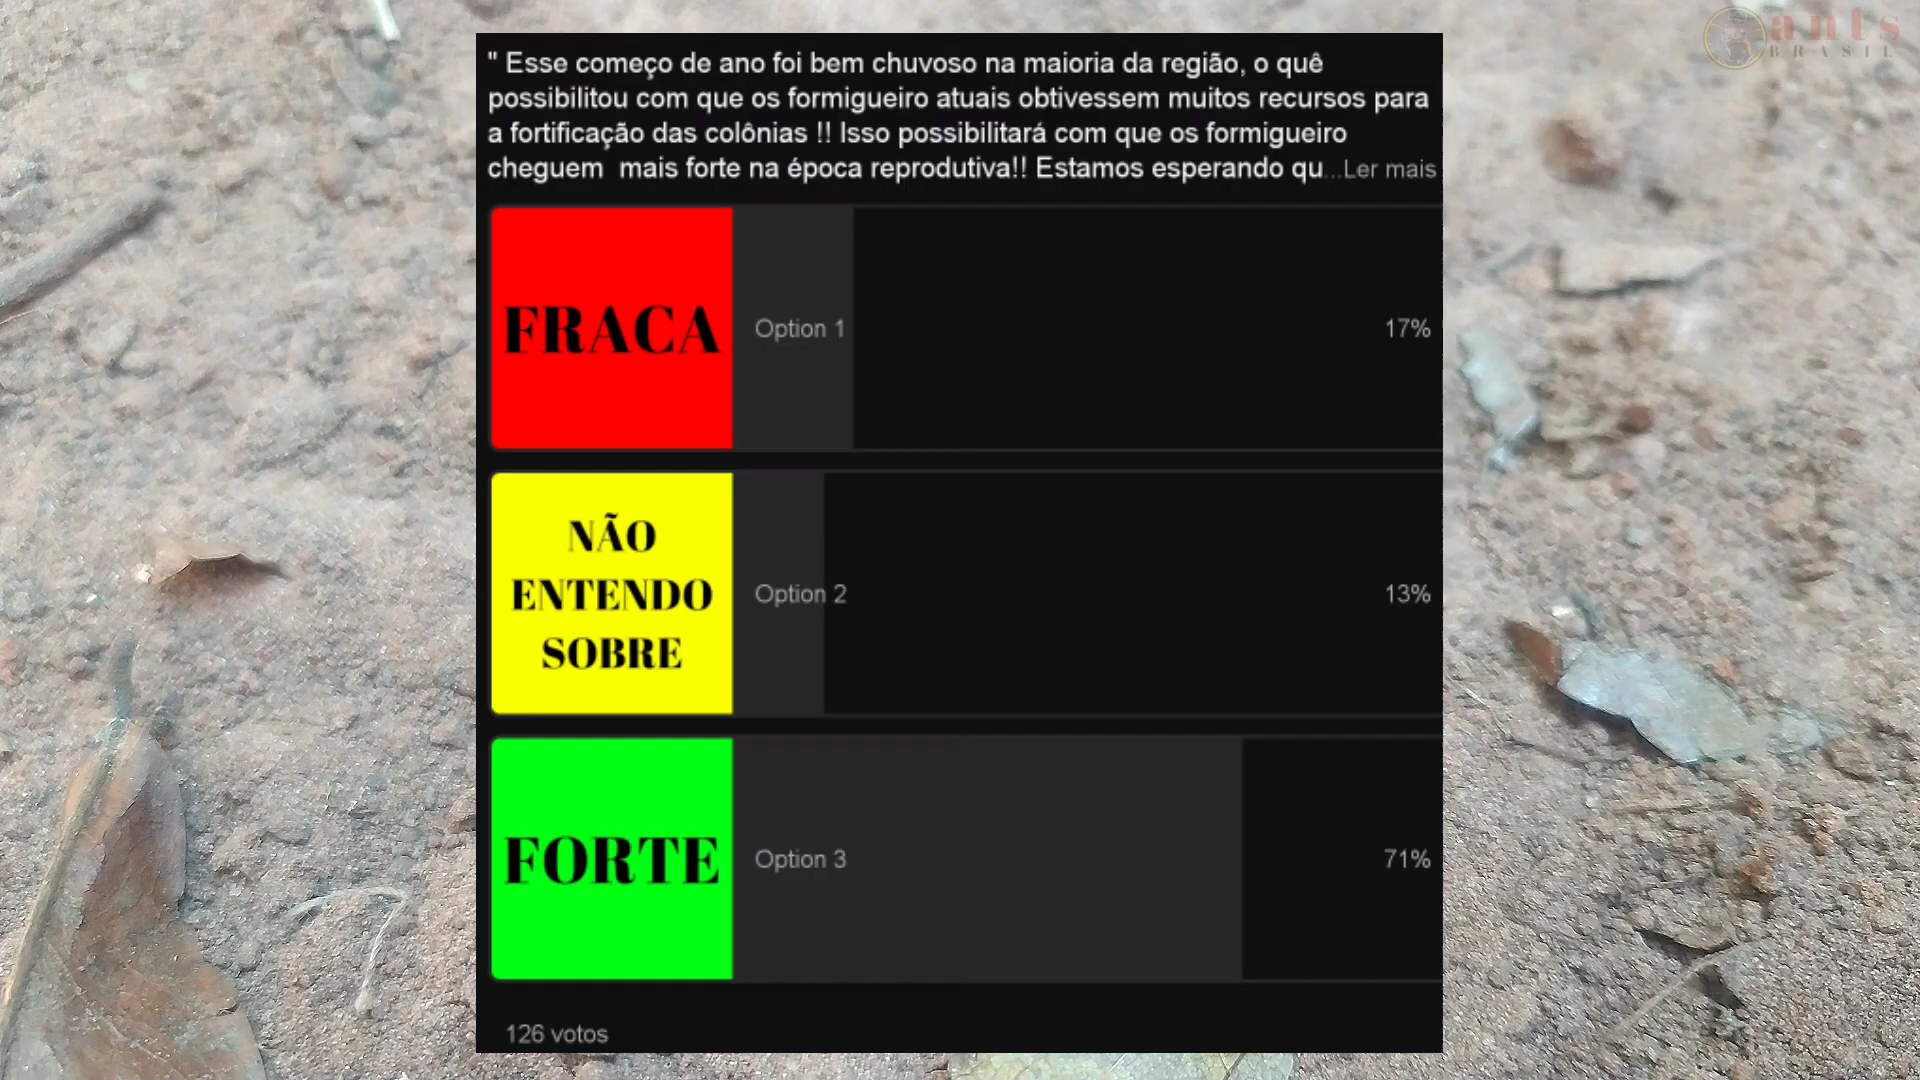 ants
BRASIL
" Esse começo de ano foi bem chuvoso na maioria da região, o quê
possibilitou com que os formigueiro atuais obtivessem muitos recursos para
a fortificação das colônias !! Isso possibilitará com que os formigueiro
cheguem  mais forte na época reprodutiva!! Estamos esperando qu...Ler mais
FRACA
Option 1
17%
NÃO
ENTENDO
SOBRE
Option 2
13%
FORTE
Option 3
71%
126 votos